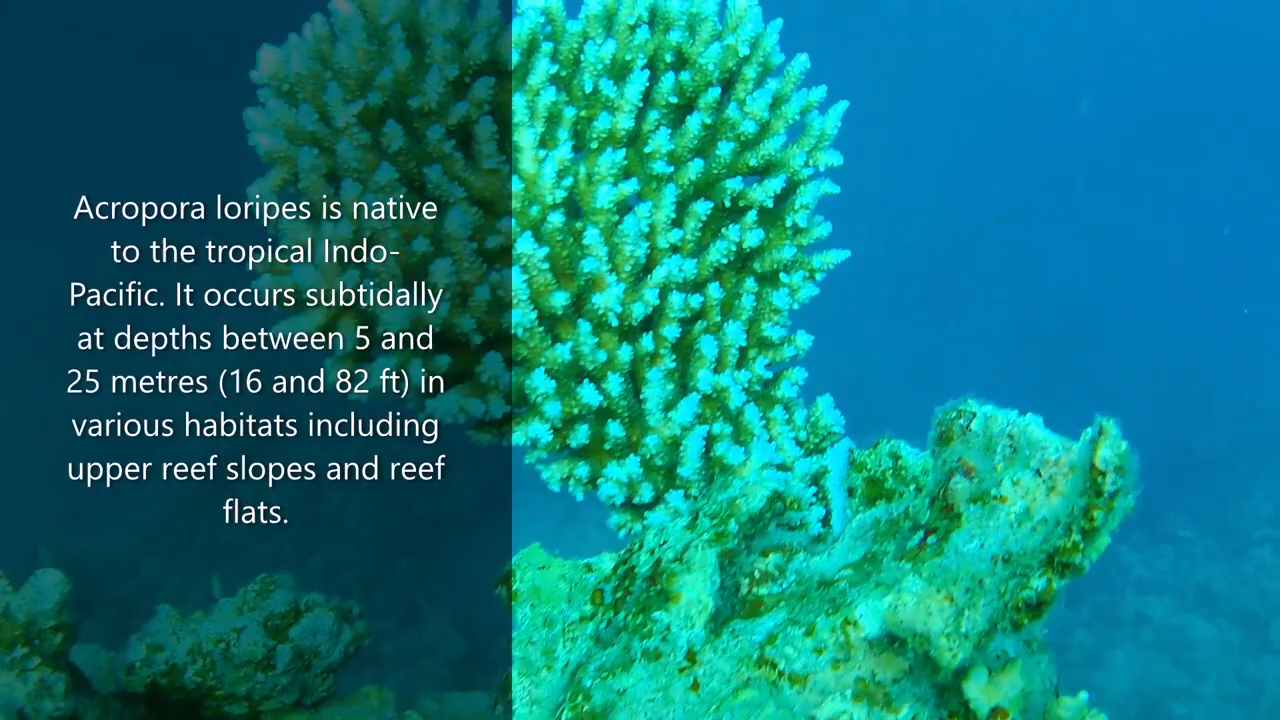 Acropora loripes is native
to the tropical Indo-
Pacific. It occurs subtidally
at depths between 5 and
25 metres (16 and 82 ft) in
various habitats including
upper reef slopes and reef
flats.